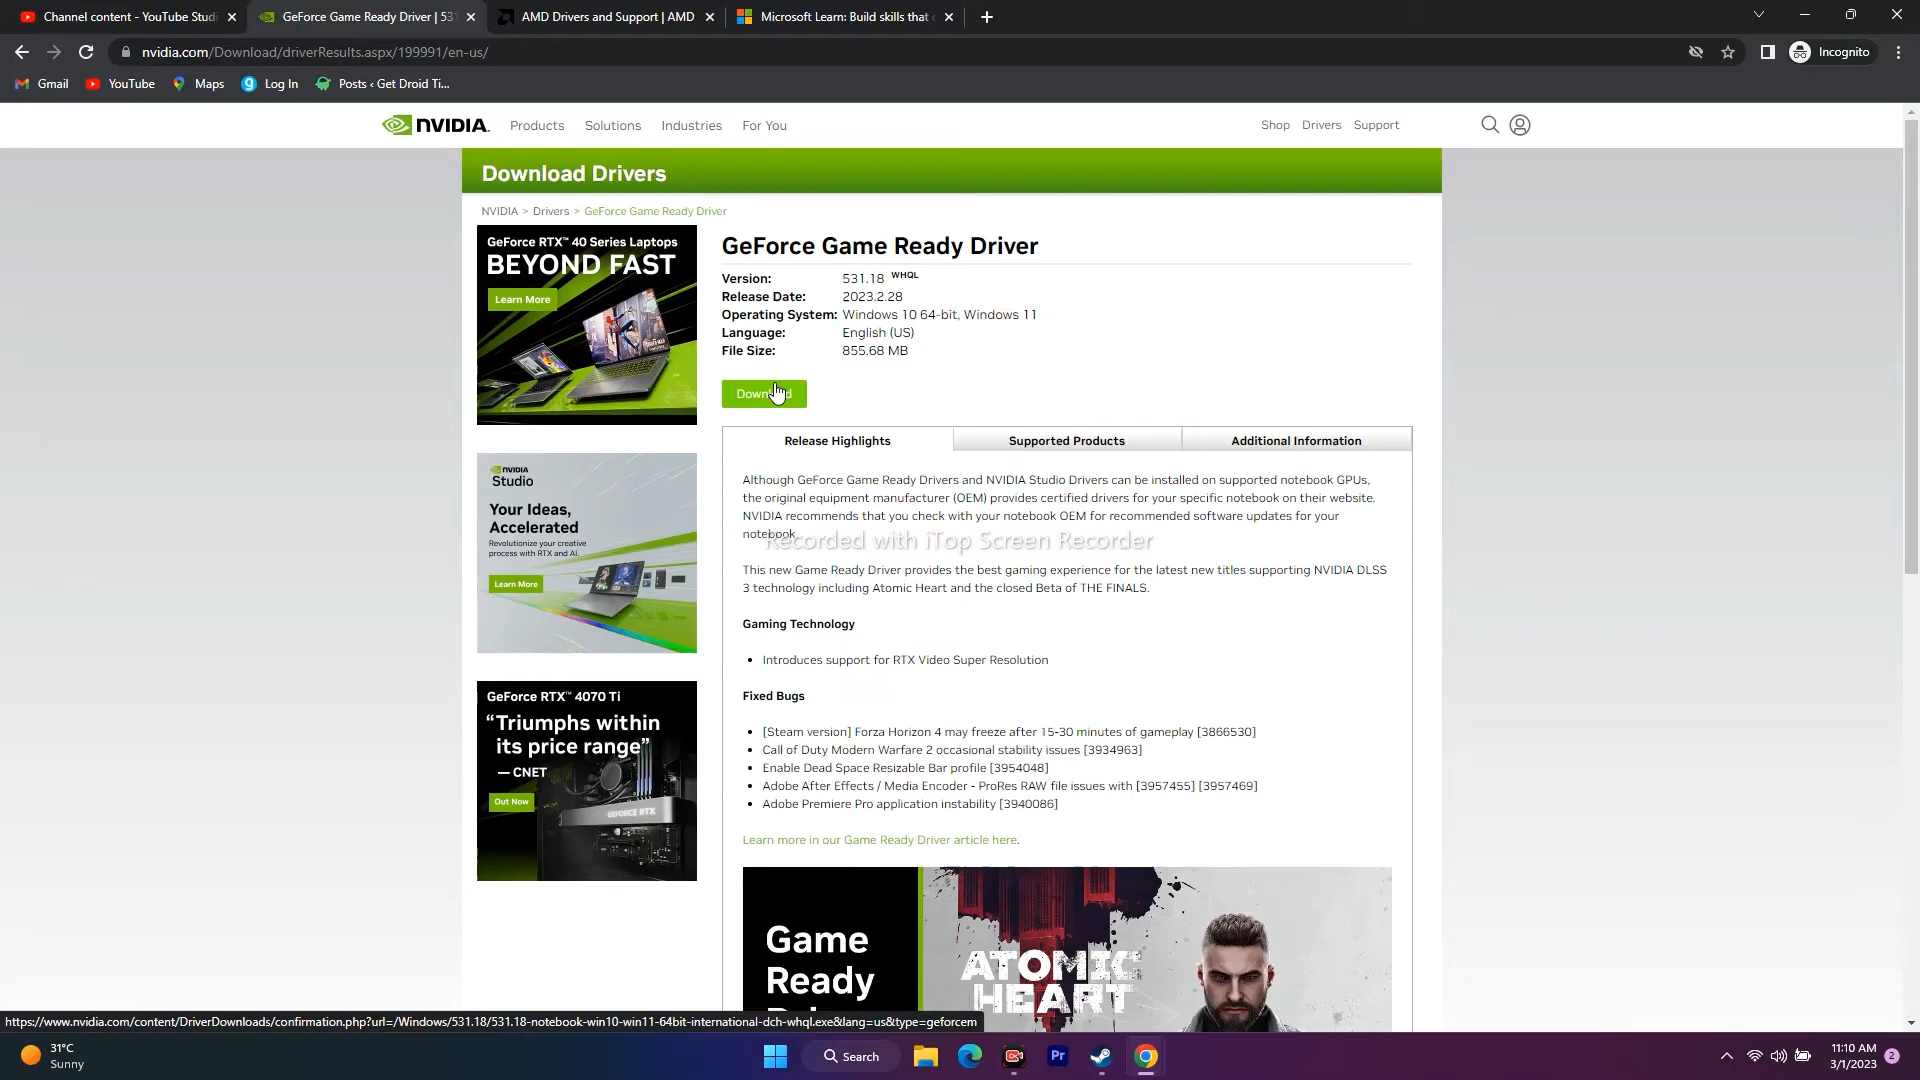 Channel content - YouTube Studi
GeForce Game Ready Driver | 531
AMD Drivers and Support | AMD
Microsoft Learn: Build skills that
nvidia.com/Download/driverResults.aspx/199991/en-us/
Incognito
Gmail
YouTube
Maps
Log In
Posts ‹ Get Droid Ti...
NVIDIA.
Products
Solutions
Industries
For You
Shop
Drivers
Support
Download Drivers
NVIDIA > Drivers > GeForce Game Ready Driver
GeForce RTX™ 40 Series Laptops
BEYOND FAST
Learn More
GeForce Game Ready Driver
Version: 531.18 WHQL
Release Date: 2023.2.28
Operating System: Windows 10 64-bit, Windows 11
Language: English (US)
File Size: 855.68 MB
Download
Release Highlights
Supported Products
Additional Information
NVIDIA
Studio
Your Ideas,
Accelerated
Revolutionize your creative
process with RTX and AI.
Learn More
Although GeForce Game Ready Drivers and NVIDIA Studio Drivers can be installed on supported notebook GPUs,
the original equipment manufacturer (OEM) provides certified drivers for your specific notebook on their website.
NVIDIA recommends that you check with your notebook OEM for recommended software updates for your
notebook.
Recorded with iTop Screen Recorder
This new Game Ready Driver provides the best gaming experience for the latest new titles supporting NVIDIA DLSS
3 technology including Atomic Heart and the closed Beta of THE FINALS.
Gaming Technology
• Introduces support for RTX Video Super Resolution
Fixed Bugs
• [Steam version] Forza Horizon 4 may freeze after 15-30 minutes of gameplay [3866530]
• Call of Duty Modern Warfare 2 occasional stability issues [3934963]
• Enable Dead Space Resizable Bar profile [3954048]
• Adobe After Effects / Media Encoder - ProRes RAW file issues with [3957455] [3957469]
• Adobe Premiere Pro application instability [3940086]
Learn more in our Game Ready Driver article here.
GeForce RTX™ 4070 Ti
“Triumphs within
its price range”
— CNET
Out Now
GEFORCE RTX
Game
Ready
ATOMIC
HEART
https://www.nvidia.com/content/DriverDownloads/confirmation.php?url=/Windows/531.18/531.18-notebook-win10-win11-64bit-international-dch-whql.exe&lang=us&type=geforcem
31°C
Sunny
Search
Pr
11:10 AM
3/1/2023
2